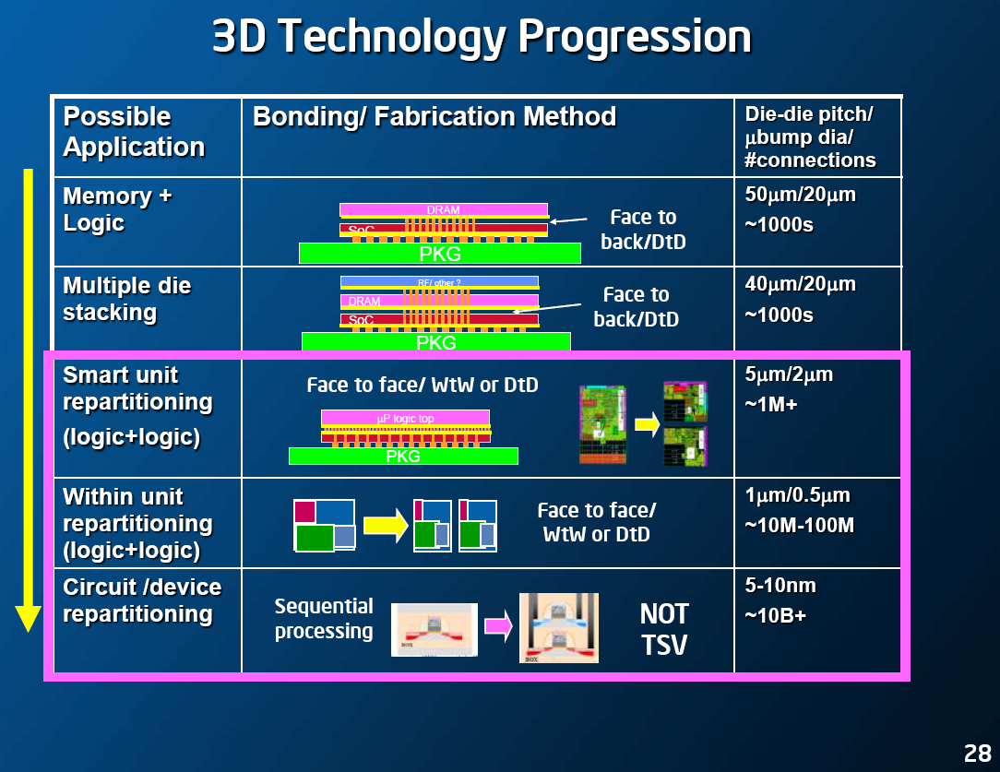 3D Technology Progression
Possible
Application
Bonding/ Fabrication Method
Die-die pitch/
μbump dia/
#connections
Memory +
Logic
DRAM
SoC
PKG
Face to
back/DtD
50μm/20μm
~1000s
Multiple die
stacking
RF/ other ?
DRAM
SoC
PKG
Face to
back/DtD
40μm/20μm
~1000s
Smart unit
repartitioning
(logic+logic)
Face to face/ WtW or DtD
μP logic top
PKG
5μm/2μm
~1M+
Within unit
repartitioning
(logic+logic)
Face to face/
WtW or DtD
1μm/0.5μm
~10M-100M
Circuit /device
repartitioning
Sequential
processing
NOT
TSV
5-10nm
~10B+
28